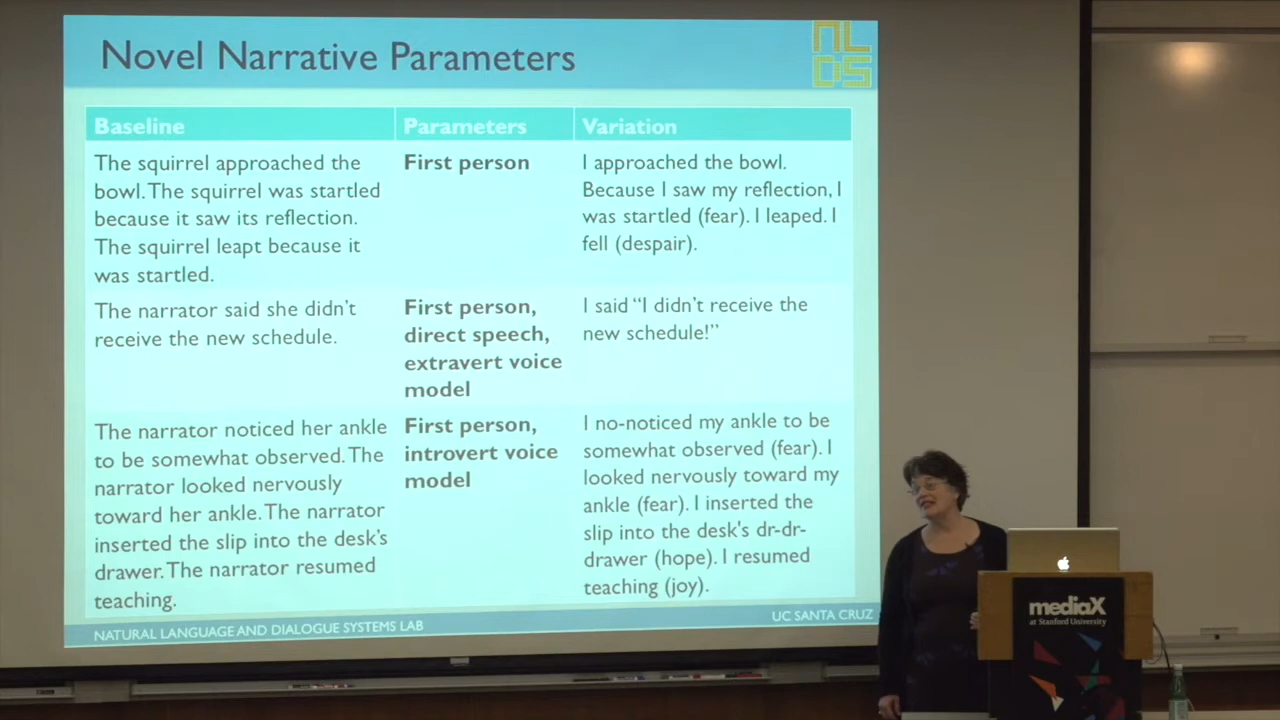 Novel Narrative Parameters
NL
DS
Baseline
Parameters
Variation
The squirrel approached the
bowl. The squirrel was startled
because it saw its reflection.
The squirrel leapt because it
was startled.
First person
I approached the bowl.
Because I saw my reflection, I
was startled (fear). I leaped. I
fell (despair).
The narrator said she didn't
receive the new schedule.
First person,
direct speech,
extravert voice
model
I said "I didn't receive the
new schedule!"
The narrator noticed her ankle
to be somewhat observed. The
narrator looked nervously
toward her ankle. The narrator
inserted the slip into the desk's
drawer. The narrator resumed
teaching.
First person,
introvert voice
model
I no-noticed my ankle to be
somewhat observed (fear). I
looked nervously toward my
ankle (fear). I inserted the
slip into the desk's dr-dr-
drawer (hope). I resumed
teaching (joy).
NATURAL LANGUAGE AND DIALOGUE SYSTEMS LAB
UC SANTA CRUZ
mediaX
at Stanford University